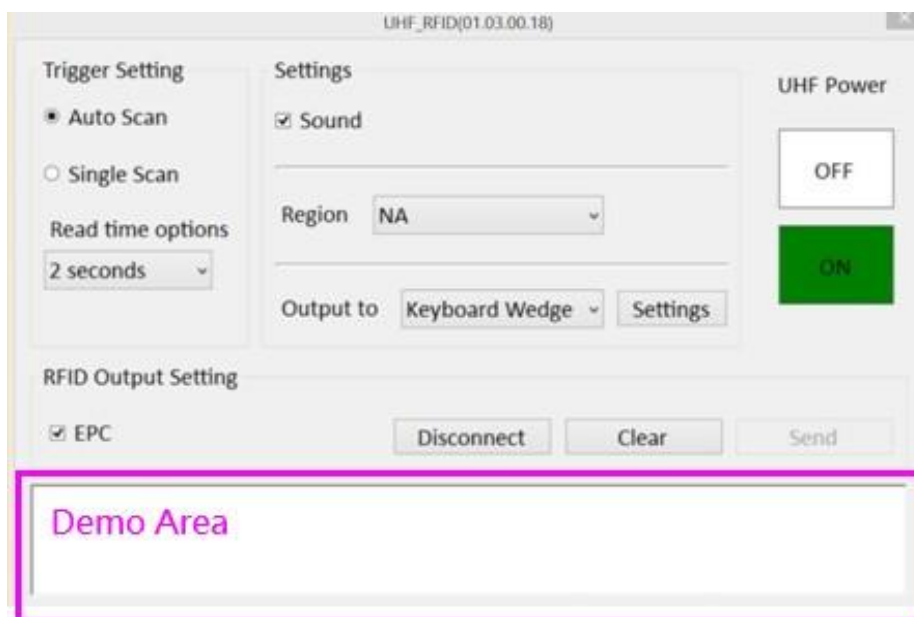 UHF_RFID(01.03.00.18)
Trigger Setting
Auto Scan
Single Scan
Read time options
2 seconds
Settings
Sound
Region NA
Output to Keyboard Wedge Settings
UHF Power
OFF
ON
RFID Output Setting
EPC Disconnect Clear Send
Demo Area